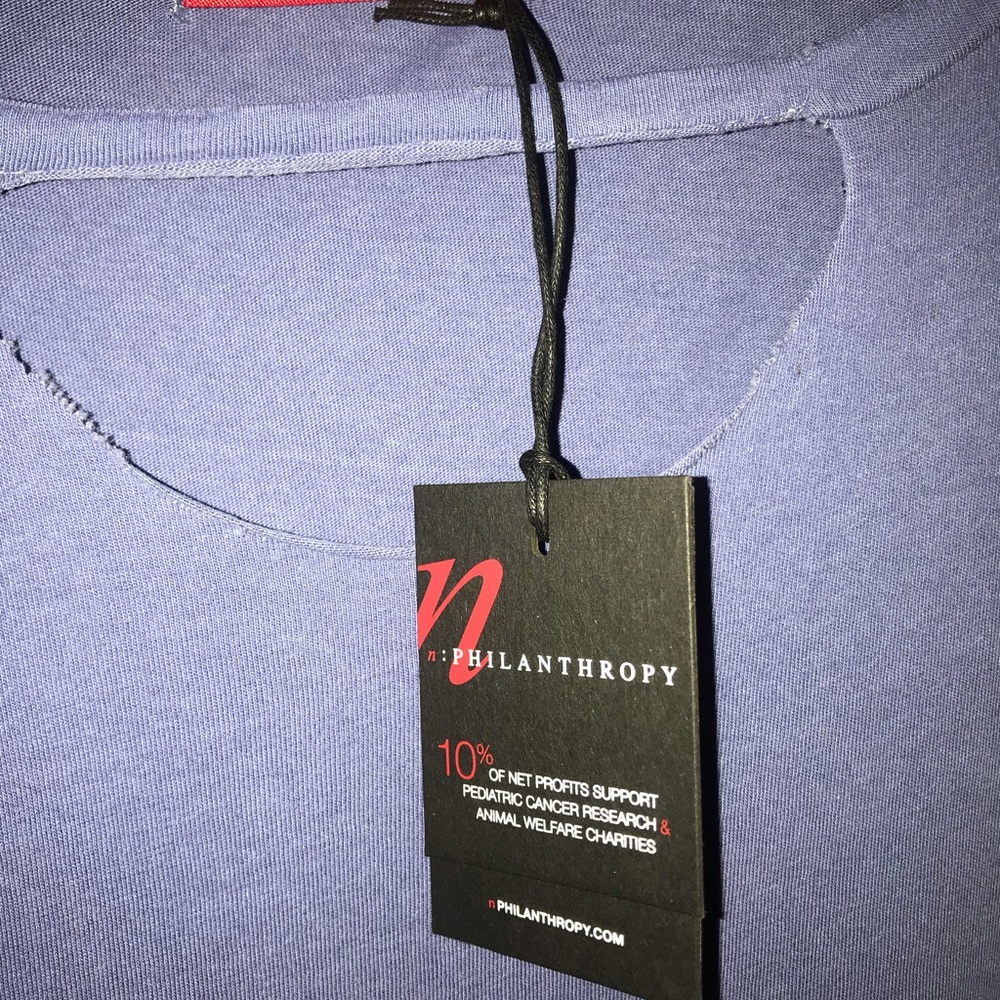 n
n:PHILANTHROPY
10%
OF NET PROFITS SUPPORT
PEDIATRIC CANCER RESEARCH &
ANIMAL WELFARE CHARITIES
nPHILANTHROPY.COM